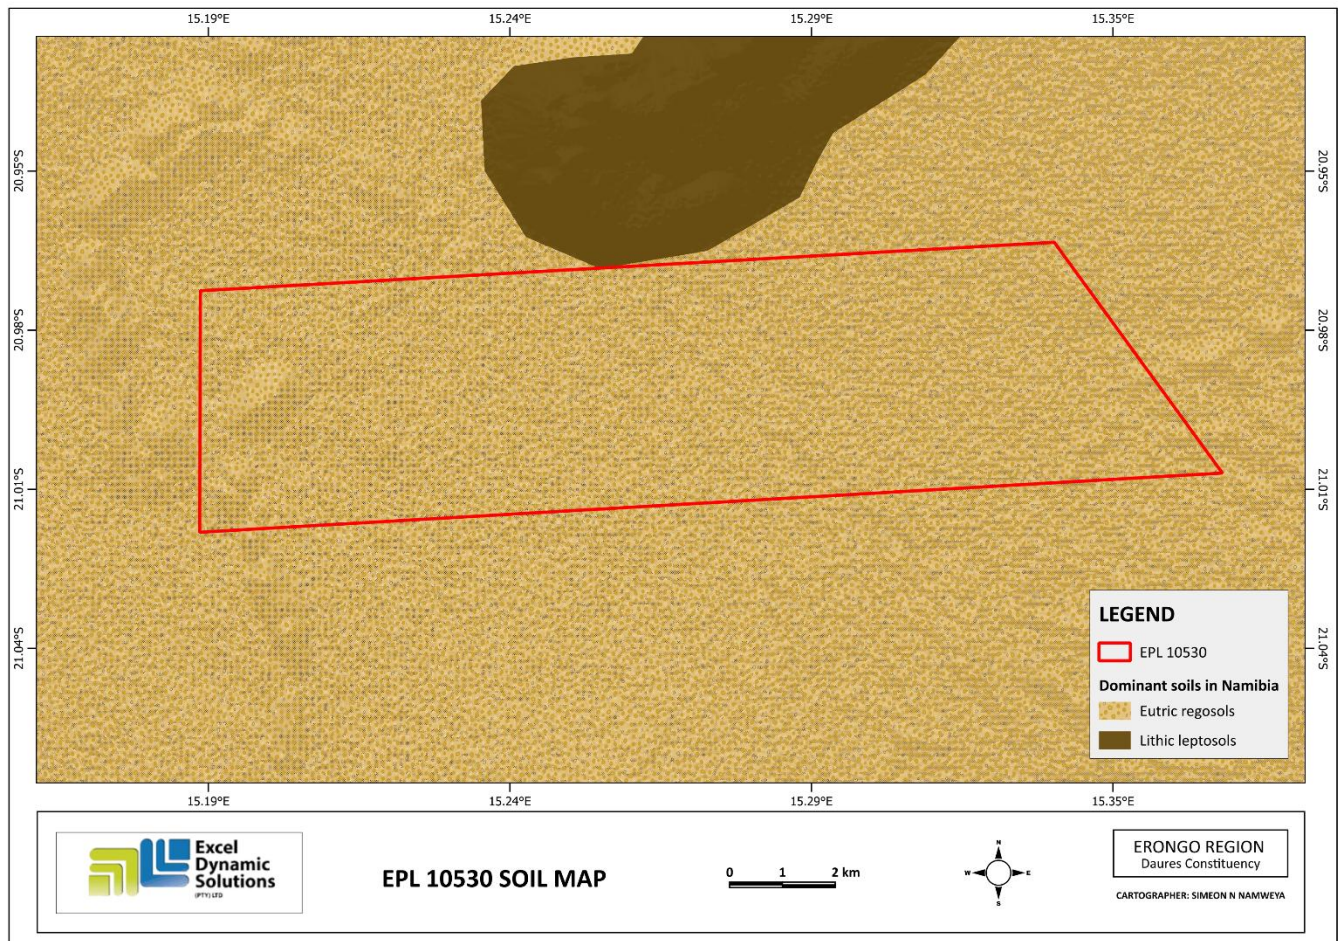 15.19°E 15.24°E 15.29°E 15.35°E
20.95°S 20.95°S
20.98°S 20.98°S
21.01°S 21.01°S
LEGEND
EPL 10530
Dominant soils in Namibia
Eutric regosols
Lithic leptosols
21.04°S 21.04°S
15.19°E 15.24°E 15.29°E 15.35°E
Excel
Dynamic
Solutions
(PTY) LTD
EPL 10530 SOIL MAP
0 1 2 km
N
W E
S
ERONGO REGION
Daures Constituency
CARTOGRAPHER: SIMEON N NAMWEYA